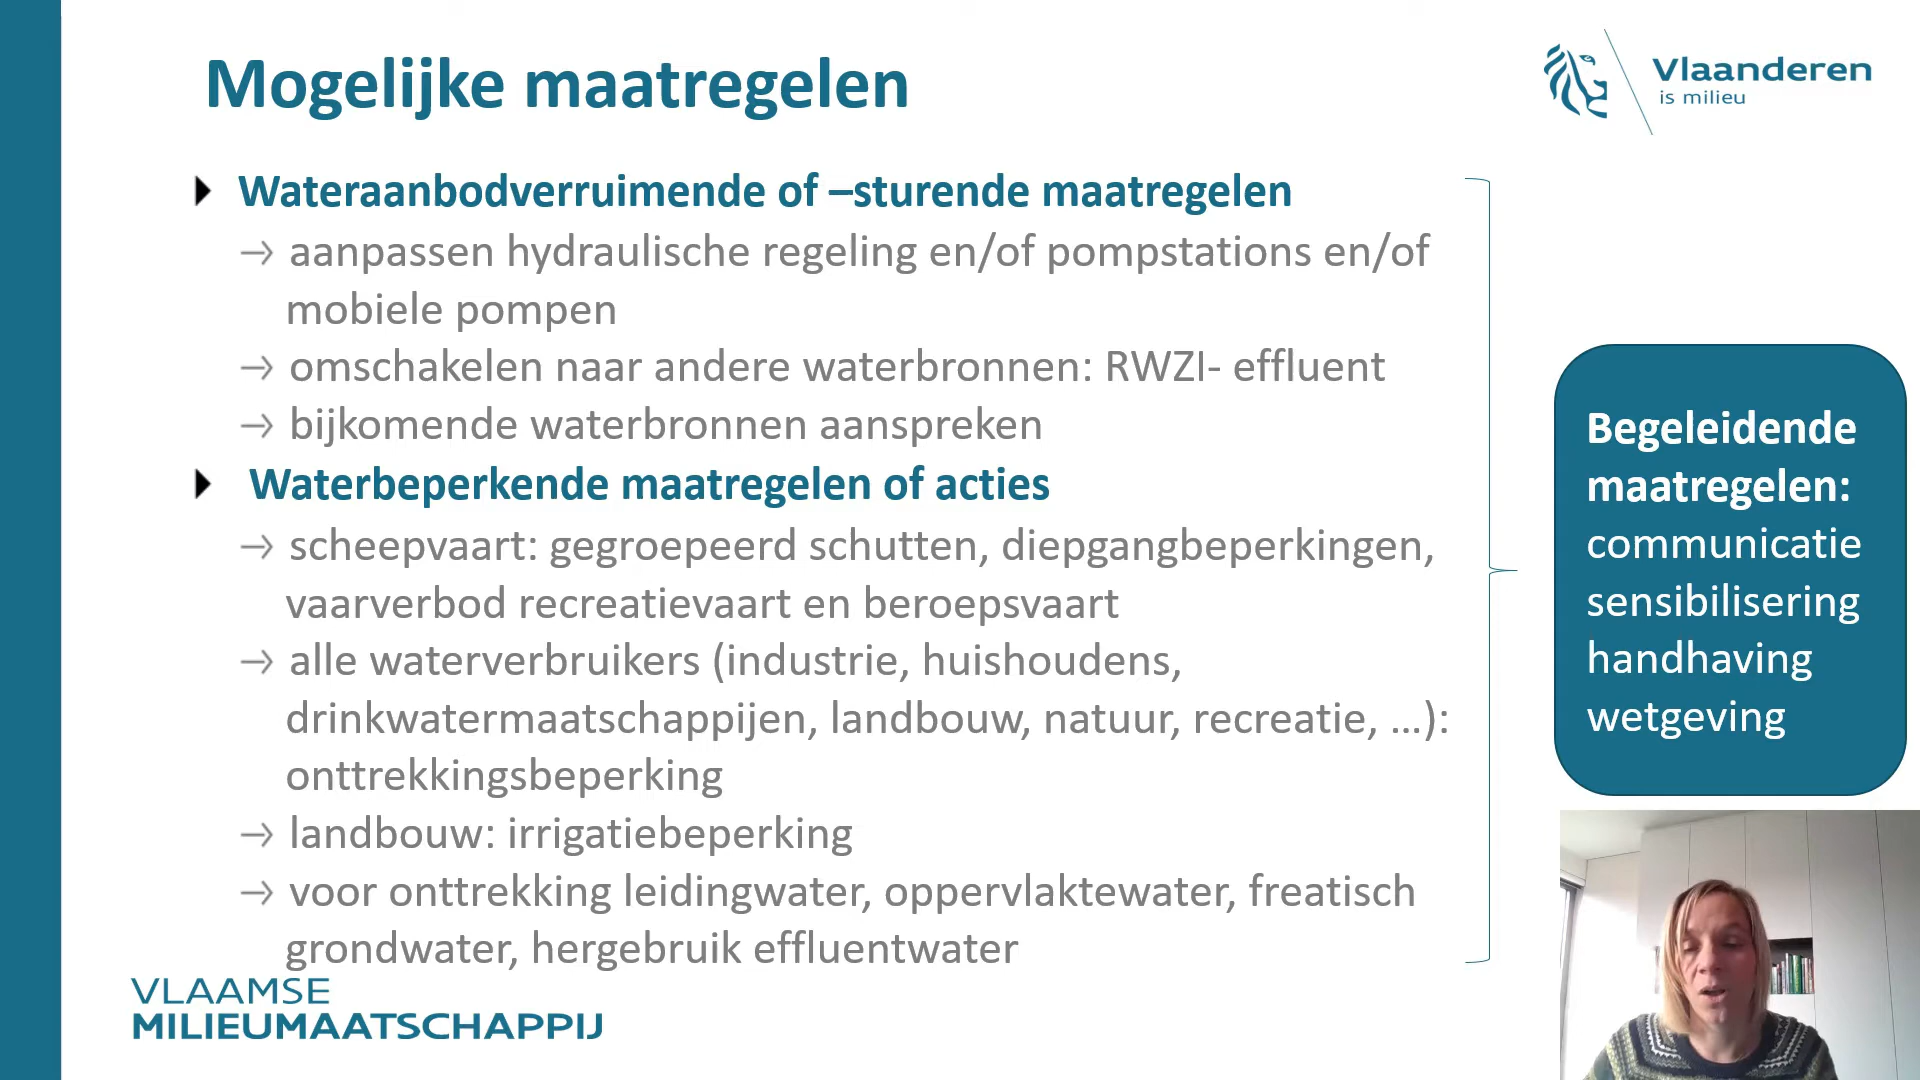 Mogelijke maatregelen
Vlaanderen
is milieu
Wateraanbodverruimende of –sturende maatregelen
aanpassen hydraulische regeling en/of pompstations en/of
mobiele pompen
omschakelen naar andere waterbronnen: RWZI- effluent
bijkomende waterbronnen aanspreken
Waterbeperkende maatregelen of acties
scheepvaart: gegroepeerd schutten, diepgangbeperkingen,
vaarverbod recreatievaart en beroepsvaart
alle waterverbruikers (industrie, huishoudens,
drinkwatermaatschappijen, landbouw, natuur, recreatie, ...):
onttrekkingsbeperking
landbouw: irrigatiebeperking
voor onttrekking leidingwater, oppervlaktewater, freatisch
grondwater, hergebruik effluentwater
Begeleidende
maatregelen:
communicatie
sensibilisering
handhaving
wetgeving
VLAAMSE
MILIEUMAATSCHAPPIJ